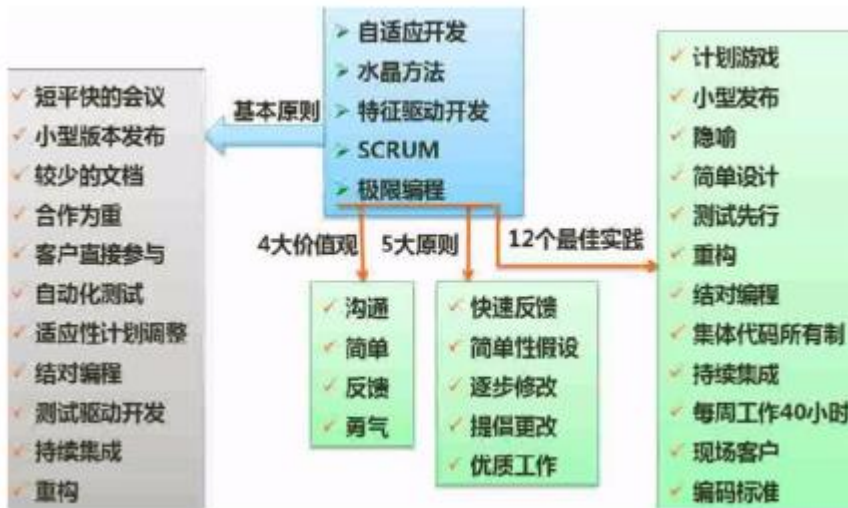 自适应开发
水晶方法
特征驱动开发
SCRUM
极限编程
基本原则
短平快的会议
小型版本发布
较少的文档
合作为重
客户直接参与
自动化测试
适应性计划调整
结对编程
测试驱动开发
持续集成
重构
4大价值观
沟通
简单
反馈
勇气
5大原则
快速反馈
简单性假设
逐步修改
提倡更改
优质工作
12个最佳实践
计划游戏
小型发布
隐喻
简单设计
测试先行
重构
结对编程
集体代码所有制
持续集成
每周工作40小时
现场客户
编码标准